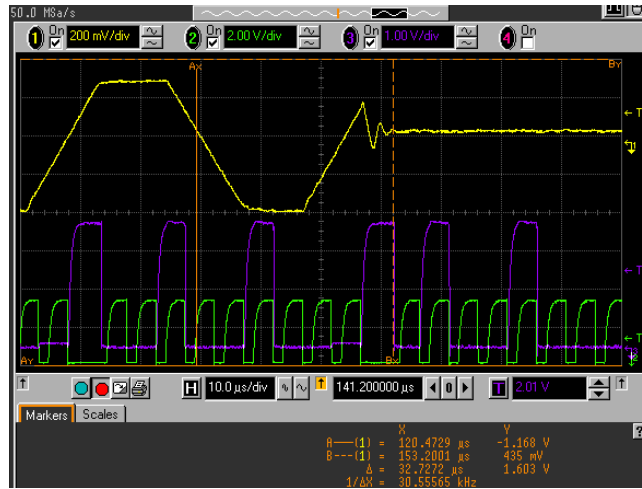 50.0 MSa/s
1 On 200 mV/div 2 On 2.00 V/div 3 On 1.00 V/div 4 On
Ax By
T
1
T
T
Ay Bx
H 10.0 µs/div 141.200000 µs 0 T 2.01 V
Markers Scales ?
X Y
A——(1) = 120.4729 µs -1.168 V
B---(1) = 153.2001 µs 435 mV
Δ = 32.7272 µs 1.603 V
1/ΔX = 30.55565 kHz